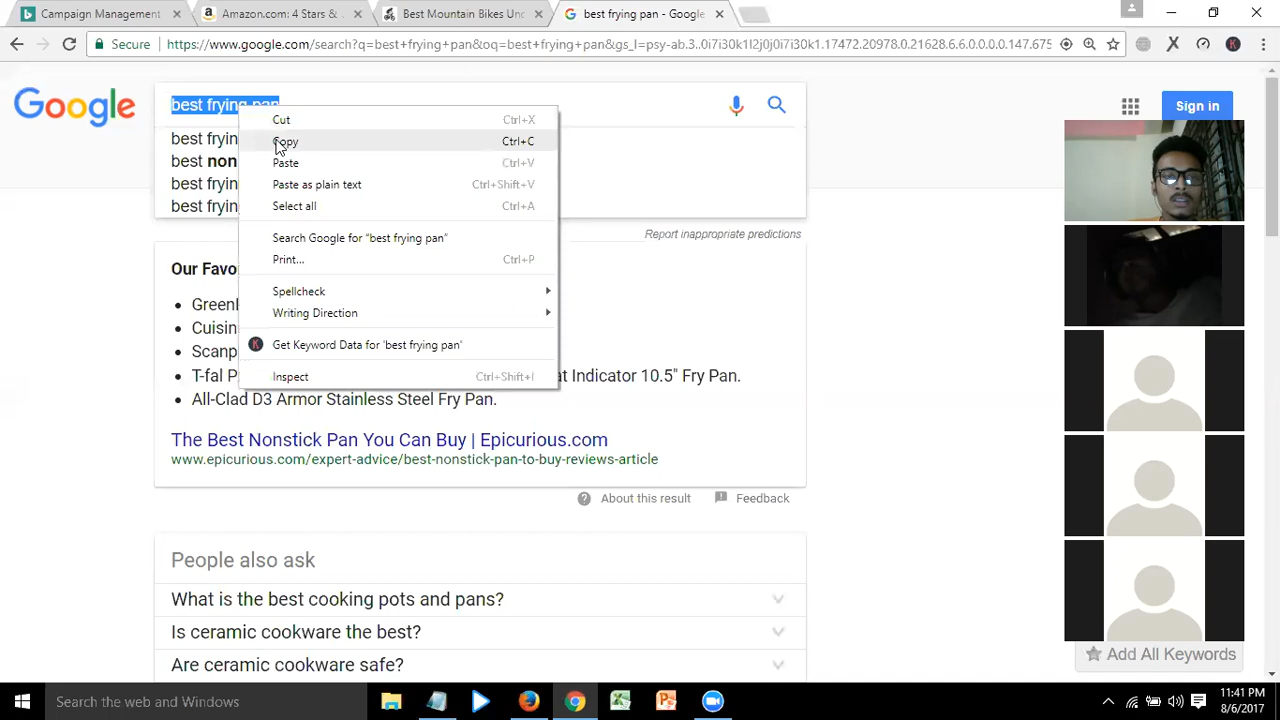 Campaign Management
Amazon.com: 4 Stars &
Best Mountain Bikes Und
best frying pan - Google
Secure
https://www.google.com/search?q=best+frying+pan&oq=best+frying+pan&gs_l=psy-ab.3..0i7i30k1l2j0j0i7i30k1.17472.20978.0.21628.6.6.0.0.0.0.147.675
Google
best frying pan
Sign in
best fryin
best non
best fryin
best fryin
Cut Ctrl+X
Copy Ctrl+C
Paste Ctrl+V
Paste as plain text Ctrl+Shift+V
Select all Ctrl+A
Search Google for "best frying pan"
Print... Ctrl+P
Spellcheck
Writing Direction
Get Keyword Data for 'best frying pan'
Inspect Ctrl+Shift+I
Report inappropriate predictions
Our Favo
Greenl
Cuisin
Scanp
T-fal P at Indicator 10.5" Fry Pan.
All-Clad D3 Armor Stainless Steel Fry Pan.
The Best Nonstick Pan You Can Buy | Epicurious.com
www.epicurious.com/expert-advice/best-nonstick-pan-to-buy-reviews-article
About this result Feedback
People also ask
What is the best cooking pots and pans?
Is ceramic cookware the best?
Are ceramic cookware safe?
Add All Keywords
Search the web and Windows
11:41 PM
8/6/2017